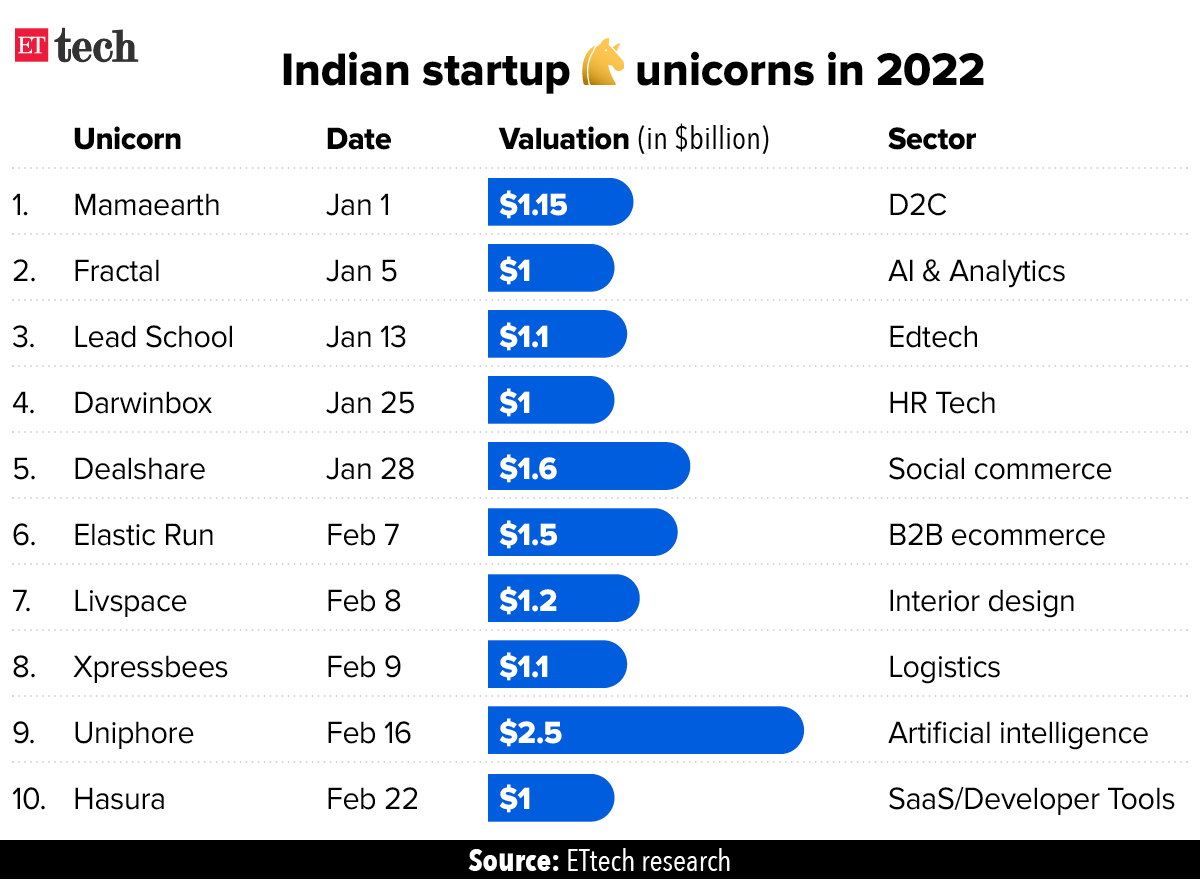 ET tech
Indian startup unicorns in 2022
Unicorn Date Valuation (in $billion) Sector
1. Mamaearth Jan 1 $1.15 D2C
2. Fractal Jan 5 $1 AI & Analytics
3. Lead School Jan 13 $1.1 Edtech
4. Darwinbox Jan 25 $1 HR Tech
5. Dealshare Jan 28 $1.6 Social commerce
6. Elastic Run Feb 7 $1.5 B2B ecommerce
7. Livspace Feb 8 $1.2 Interior design
8. Xpressbees Feb 9 $1.1 Logistics
9. Uniphore Feb 16 $2.5 Artificial intelligence
10. Hasura Feb 22 $1 SaaS/Developer Tools
Source: ETtech research